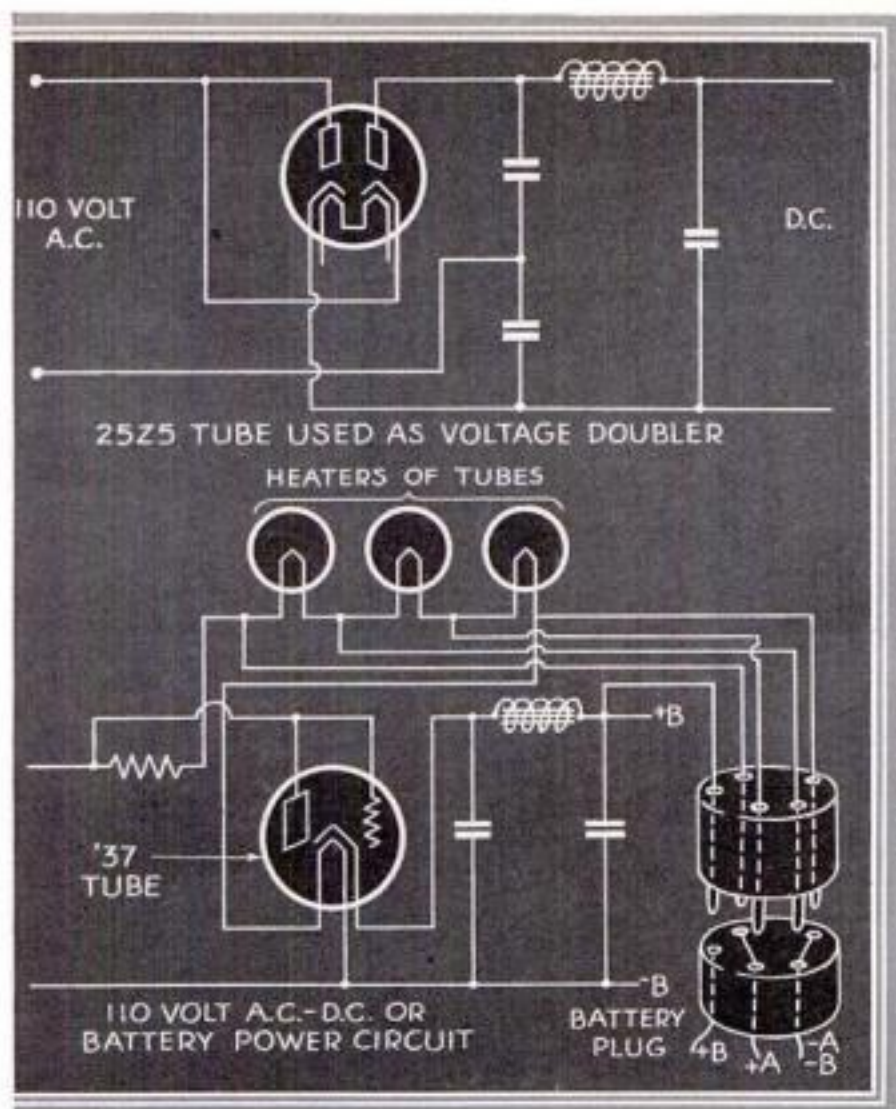 110 VOLT
A.C.
D.C.
25Z5 TUBE USED AS VOLTAGE DOUBLER
HEATERS OF TUBES
+B
'37
TUBE
-B
110 VOLT A.C.-D.C. OR
BATTERY POWER CIRCUIT
BATTERY
PLUG
+B
+A
-A
-B